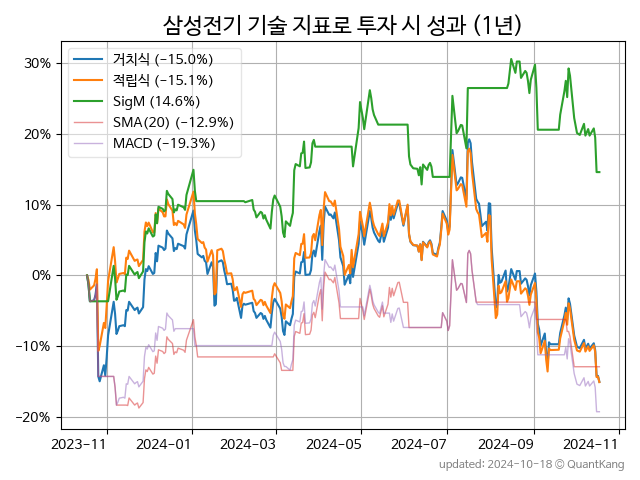 삼성전기 기술 지표로 투자 시 성과 (1년)
거치식 (−15.0%)
적립식 (−15.1%)
SigM (14.6%)
SMA(20) (−12.9%)
MACD (−19.3%)
30%
20%
10%
0%
−10%
−20%
2023-11 2024-01 2024-03 2024-05 2024-07 2024-09 2024-11
updated: 2024-10-18 © QuantKang